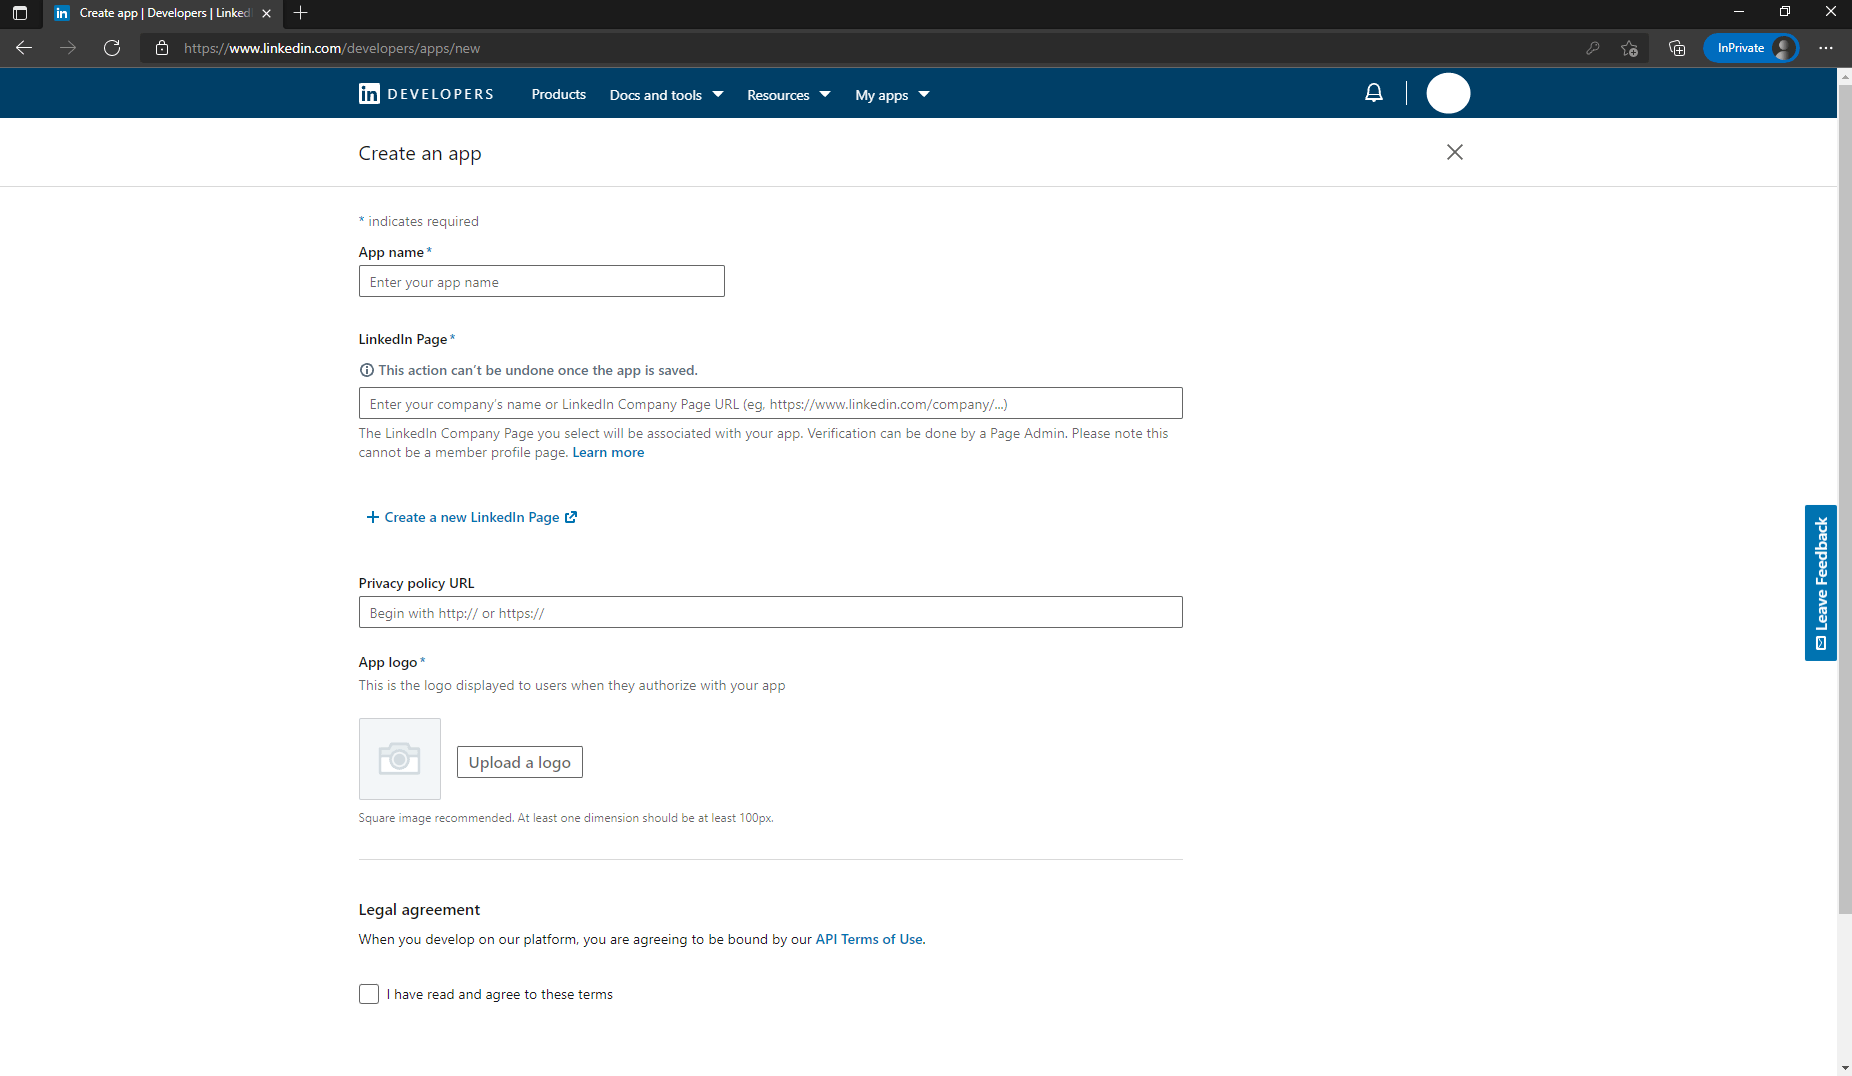 Create app | Developers | Linked
https://www.linkedin.com/developers/apps/new
InPrivate
in DEVELOPERS Products Docs and tools Resources My apps
Create an app
* indicates required
App name*
Enter your app name
LinkedIn Page*
This action can't be undone once the app is saved.
Enter your company's name or LinkedIn Company Page URL (eg, https://www.linkedin.com/company/...)
The LinkedIn Company Page you select will be associated with your app. Verification can be done by a Page Admin. Please note this
cannot be a member profile page. Learn more
+ Create a new LinkedIn Page
Leave Feedback
Privacy policy URL
Begin with http:// or https://
App logo*
This is the logo displayed to users when they authorize with your app
Upload a logo
Square image recommended. At least one dimension should be at least 100px.
Legal agreement
When you develop on our platform, you are agreeing to be bound by our API Terms of Use.
I have read and agree to these terms